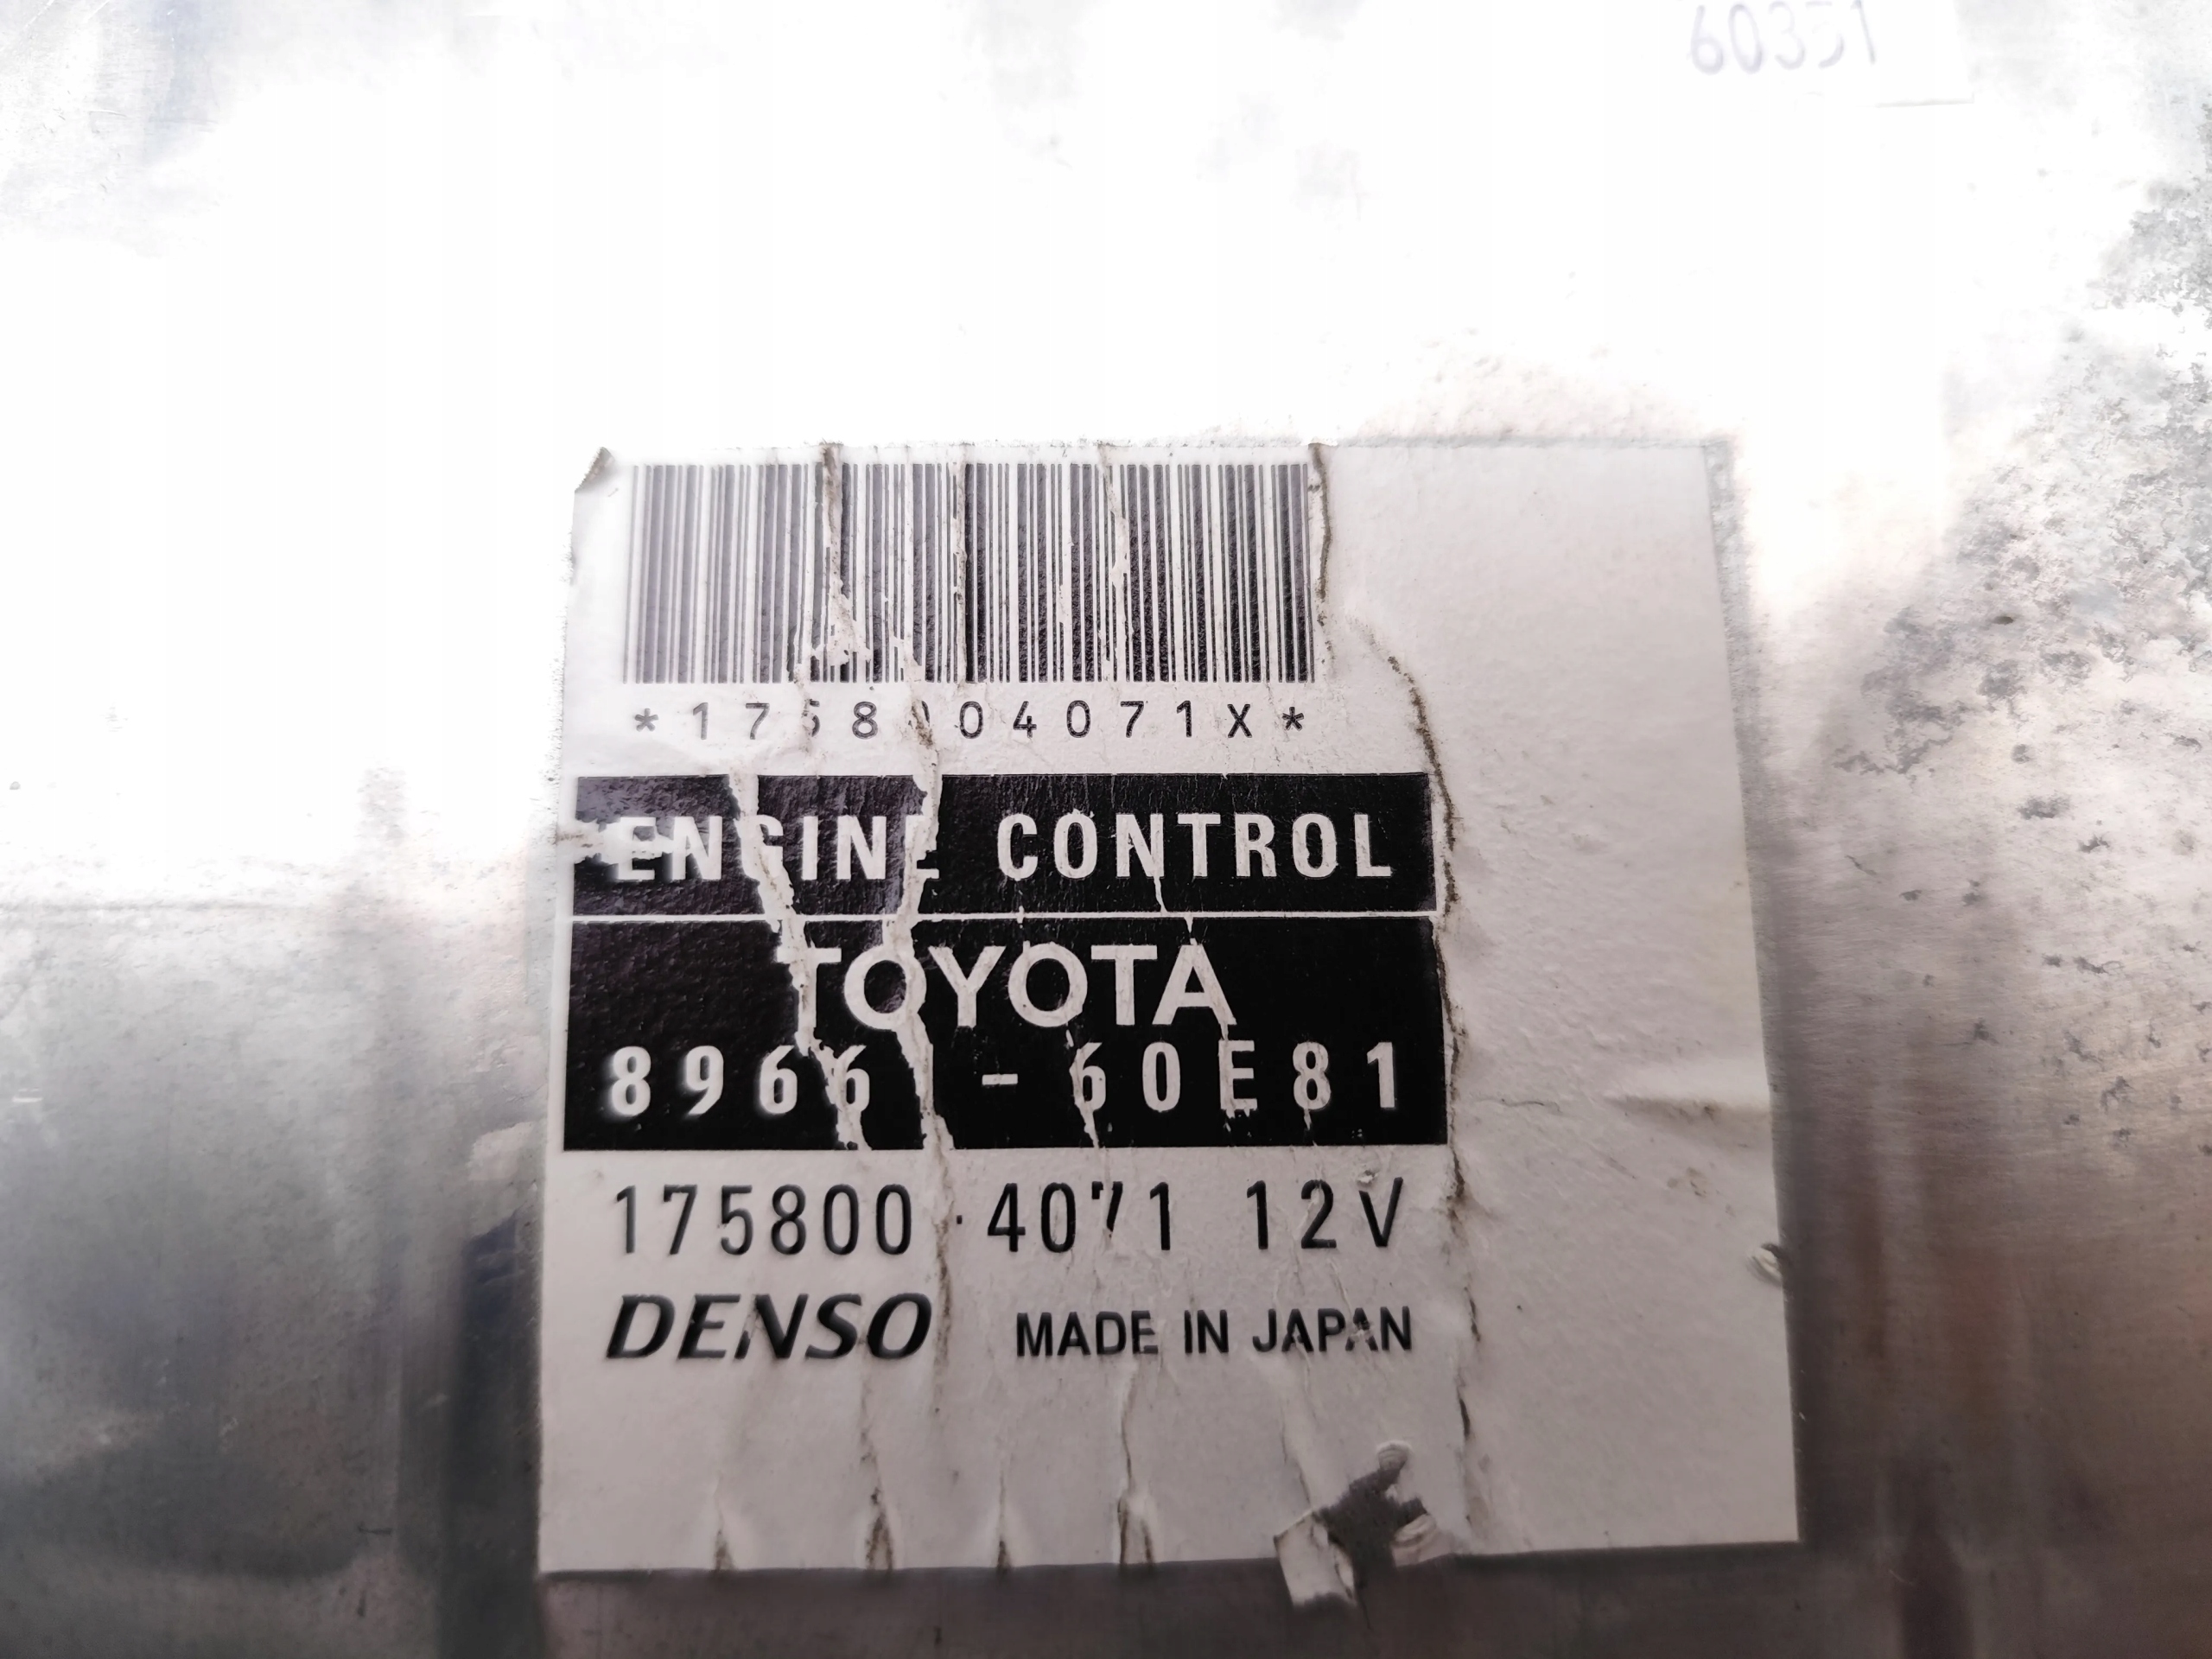 60351
*1758004071X*
ENGINE CONTROL
TOYOTA
89661-60E81
175800-4071 12V
DENSO MADE IN JAPAN